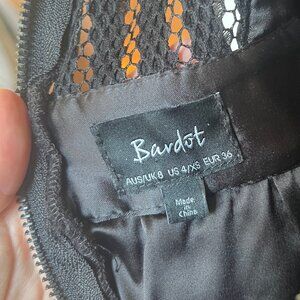 Bardot
AUS/UK 8 US 4/XS EUR 36
Made
in
China